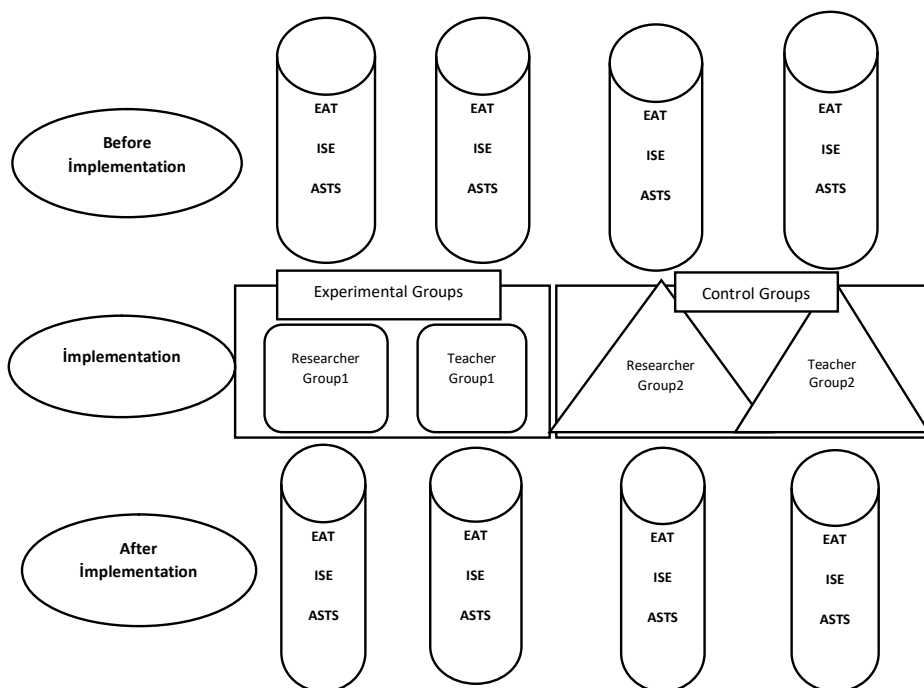 EAT
ISE
ASTS
EAT
ISE
ASTS
EAT
ISE
ASTS
EAT
ISE
ASTS
Before
İmplementation
Experimental Groups
Control Groups
İmplementation
Researcher
Group1
Teacher
Group1
Researcher
Group2
Teacher
Group2
After
İmplementation
EAT
ISE
ASTS
EAT
ISE
ASTS
EAT
ISE
ASTS
EAT
ISE
ASTS